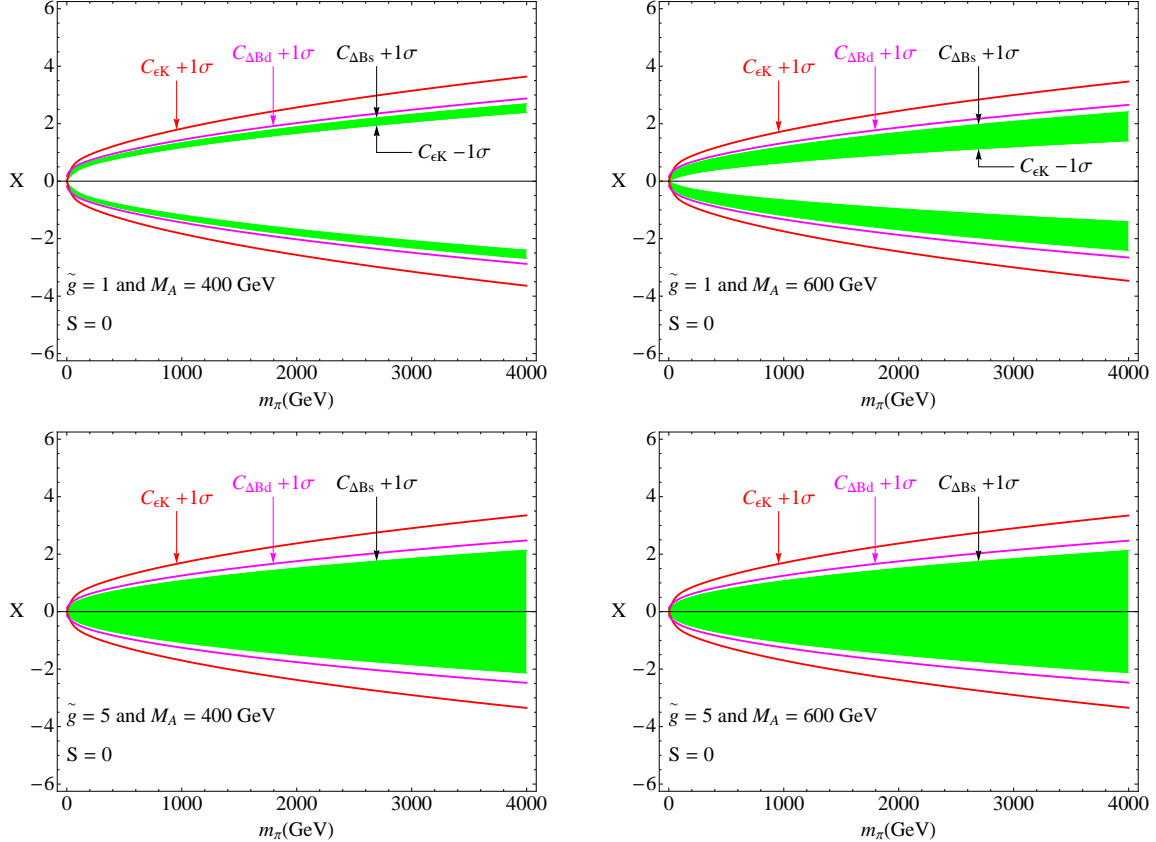 6
4
2
0
−2
−4
−6
X
C_ϵK +1σ
C_ΔBd +1σ
C_ΔBs +1σ
C_ϵK −1σ
g̃ = 1 and M_A = 400 GeV
S = 0
0 1000 2000 3000 4000
m_π(GeV)
6
4
2
0
−2
−4
−6
X
C_ϵK +1σ
C_ΔBd +1σ
C_ΔBs +1σ
C_ϵK −1σ
g̃ = 1 and M_A = 600 GeV
S = 0
0 1000 2000 3000 4000
m_π(GeV)
6
4
2
0
−2
−4
−6
X
C_ϵK +1σ
C_ΔBd +1σ
C_ΔBs +1σ
g̃ = 5 and M_A = 400 GeV
S = 0
0 1000 2000 3000 4000
m_π(GeV)
6
4
2
0
−2
−4
−6
X
C_ϵK +1σ
C_ΔBd +1σ
C_ΔBs +1σ
g̃ = 5 and M_A = 600 GeV
S = 0
0 1000 2000 3000 4000
m_π(GeV)